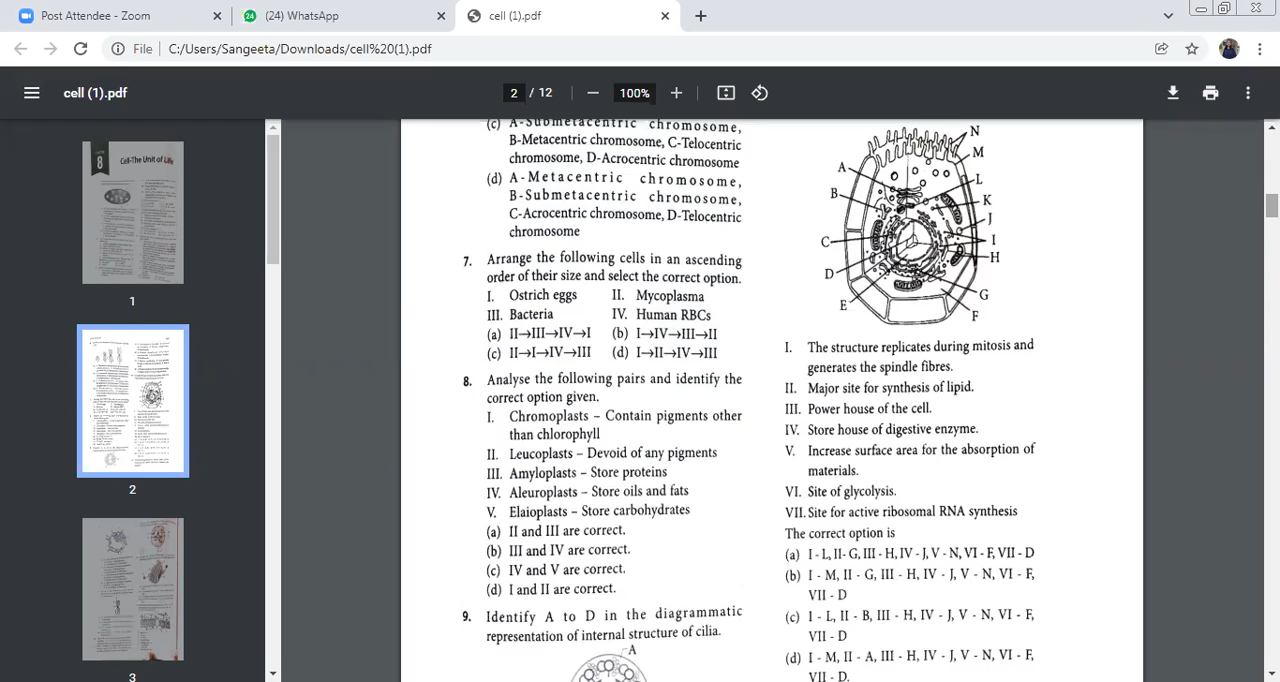 Post Attendee - Zoom
24
(24) WhatsApp
cell (1).pdf
File
C:/Users/Sangeeta/Downloads/cell%20(1).pdf
cell (1).pdf
2 / 12
100%
8
Cell-The Unit of Life
1
2
3
(c) A-Submetacentric chromosome,
B-Metacentric chromosome, C-Telocentric
chromosome, D-Acrocentric chromosome
(d) A-Metacentric chromosome,
B-Submetacentric chromosome,
C-Acrocentric chromosome, D-Telocentric
chromosome
7. Arrange the following cells in an ascending
order of their size and select the correct option.
I. Ostrich eggs II. Mycoplasma
III. Bacteria IV. Human RBCs
(a) →III→IV→I (b) I→IV→III→II
(c) →I→IV→III (d) I→II→IV→III
8. Analyse the following pairs and identify the
correct option given.
– Contain pigments other
than chlorophyll
II. Leucoplasts – Devoid of any pigments
III. Amyloplasts – Store proteins
IV. Aleuroplasts – Store oils and fats
V. Elaioplasts – Store carbohydrates
(a) II and III are correct.
(b) III and IV are correct.
(c) IV and V are correct.
(d) I and II are correct.
9. Identify A to D in the diagrammatic
representation of internal structure of cilia.
A
N
M
A
L
B
K
J
C
I
H
D
G
E
F
I. The structure replicates during mitosis and
generates the spindle fibres.
II. Major site for synthesis of lipid.
III. Power house of the cell.
IV. Store house of digestive enzyme.
V. Increase surface area for the absorption of
materials.
VI. Site of glycolysis.
VII. Site for active ribosomal RNA synthesis
The correct option is
(a) I - L, II- G, III - H, IV - J, V - N, VI - F, VII - D
(b) I - M, II - G, III - H, IV - J, V - N, VI - F,
VII - D
(c) I - L, II - B, III - H, IV - J, V - N, VI - F,
VII - D
(d) I - M, II - A, III - H, IV - J, V - N, VI - F,
VII - D.